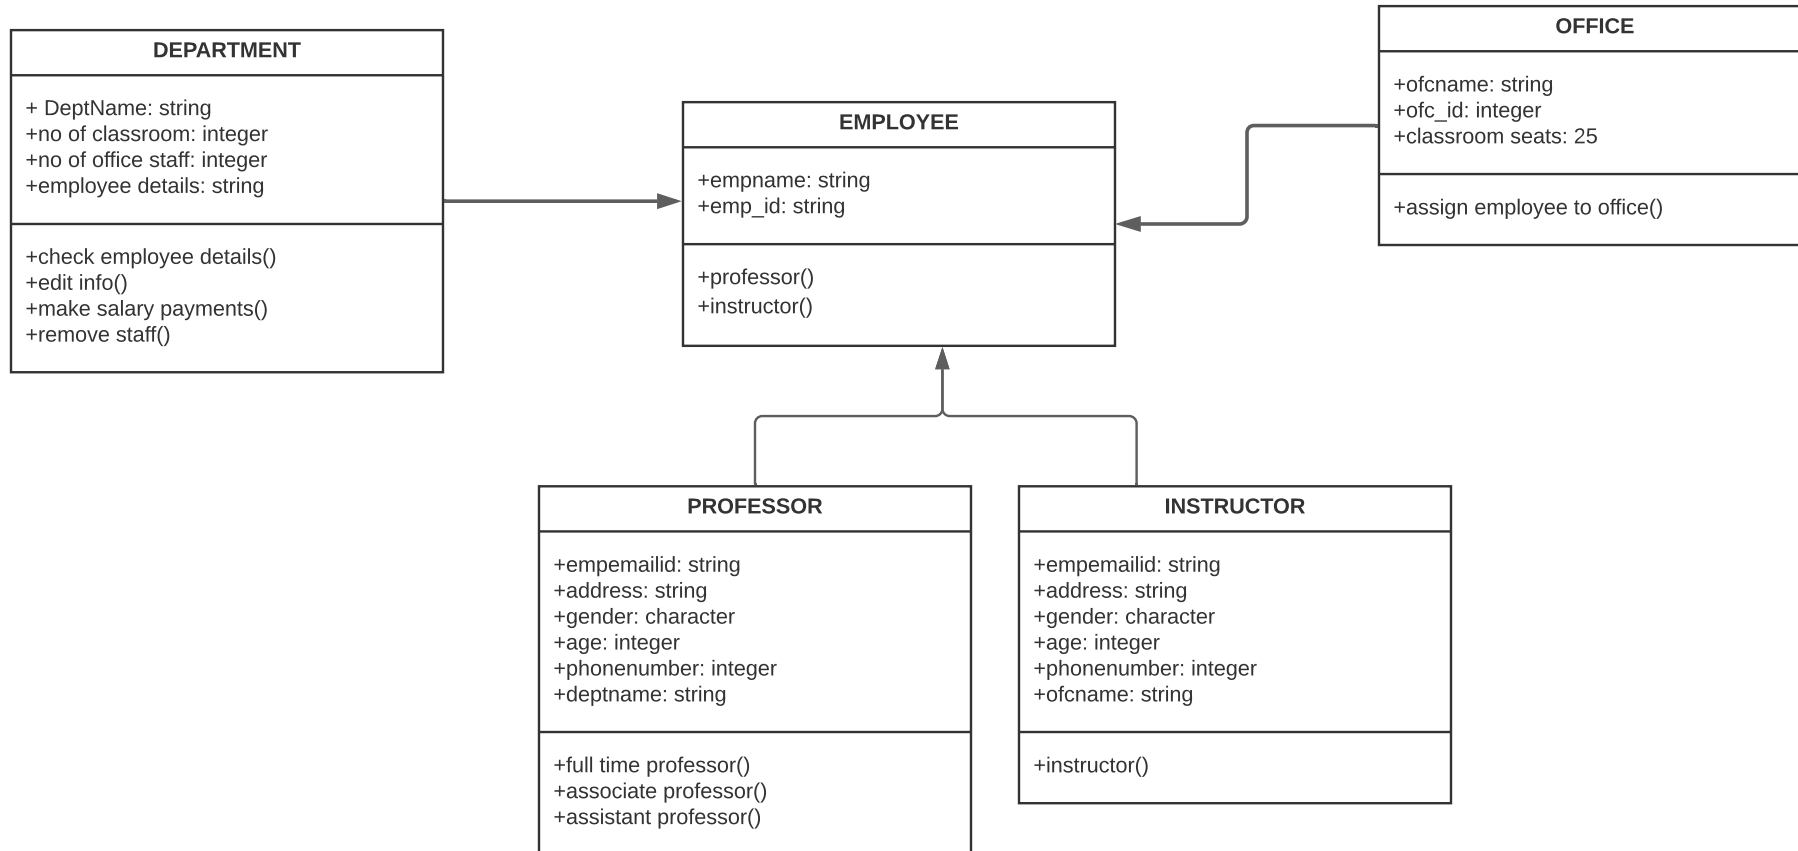 DEPARTMENT
+ DeptName: string
+no of classroom: integer
+no of office staff: integer
+employee details: string
+check employee details()
+edit info()
+make salary payments()
+remove staff()
EMPLOYEE
+empname: string
+emp_id: string
+professor()
+instructor()
OFFICE
+ofcname: string
+ofc_id: integer
+classroom seats: 25
+assign employee to office()
PROFESSOR
+empemailid: string
+address: string
+gender: character
+age: integer
+phonenumber: integer
+deptname: string
+full time professor()
+associate professor()
+assistant professor()
INSTRUCTOR
+empemailid: string
+address: string
+gender: character
+age: integer
+phonenumber: integer
+ofcname: string
+instructor()